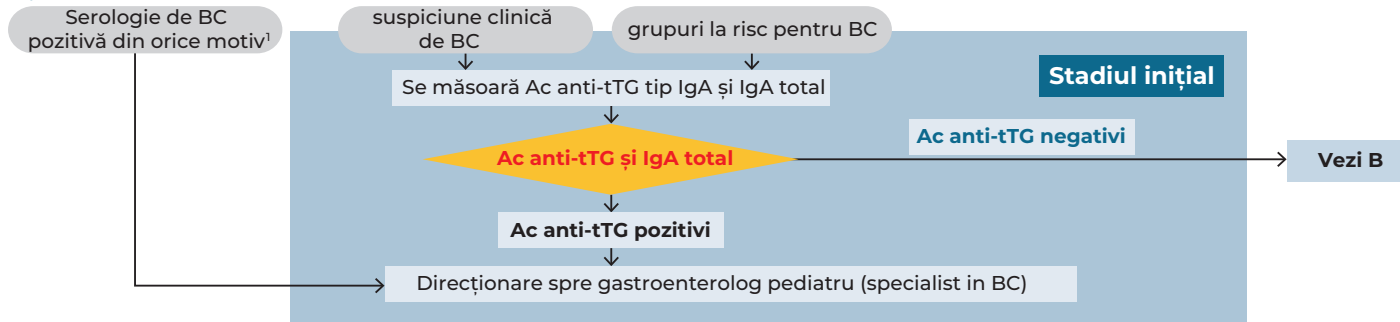 Serologie de BC
pozitivă din orice motiv¹
suspiciune clinică
de BC
grupuri la risc pentru BC
Stadiul inițial
Se măsoară Ac anti-tTG tip IgA și IgA total
Ac anti-tTG negativi
Ac anti-tTG și IgA total
Vezi B
Ac anti-tTG pozitivi
Direcționare spre gastroenterolog pediatru (specialist in BC)